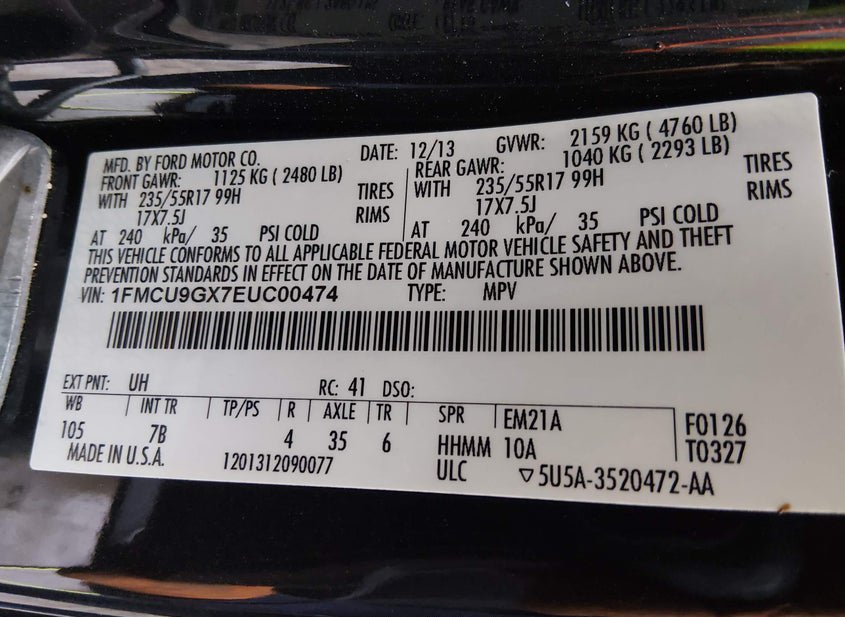 MFD. BY FORD MOTOR CO.
DATE: 12/13 GVWR: 2159 KG ( 4760 LB)
FRONT GAWR: 1125 KG ( 2480 LB)
REAR GAWR: 1040 KG ( 2293 LB)
WITH 235/55R17 99H TIRES
WITH 235/55R17 99H TIRES
17X7.5J RIMS
17X7.5J RIMS
AT 240 kPa/ 35 PSI COLD
AT 240 kPa/ 35 PSI COLD
THIS VEHICLE CONFORMS TO ALL APPLICABLE FEDERAL MOTOR VEHICLE SAFETY AND THEFT
PREVENTION STANDARDS IN EFFECT ON THE DATE OF MANUFACTURE SHOWN ABOVE.
VIN: 1FMCU9GX7EUC00474 TYPE: MPV
EXT PNT: UH RC: 41 DSO:
WB INT TR TP/PS R AXLE TR SPR EM21A F0126
105 7B 4 35 6 HHMM 10A T0327
MADE IN U.S.A. 1201312090077 ULC ▽5U5A-3520472-AA